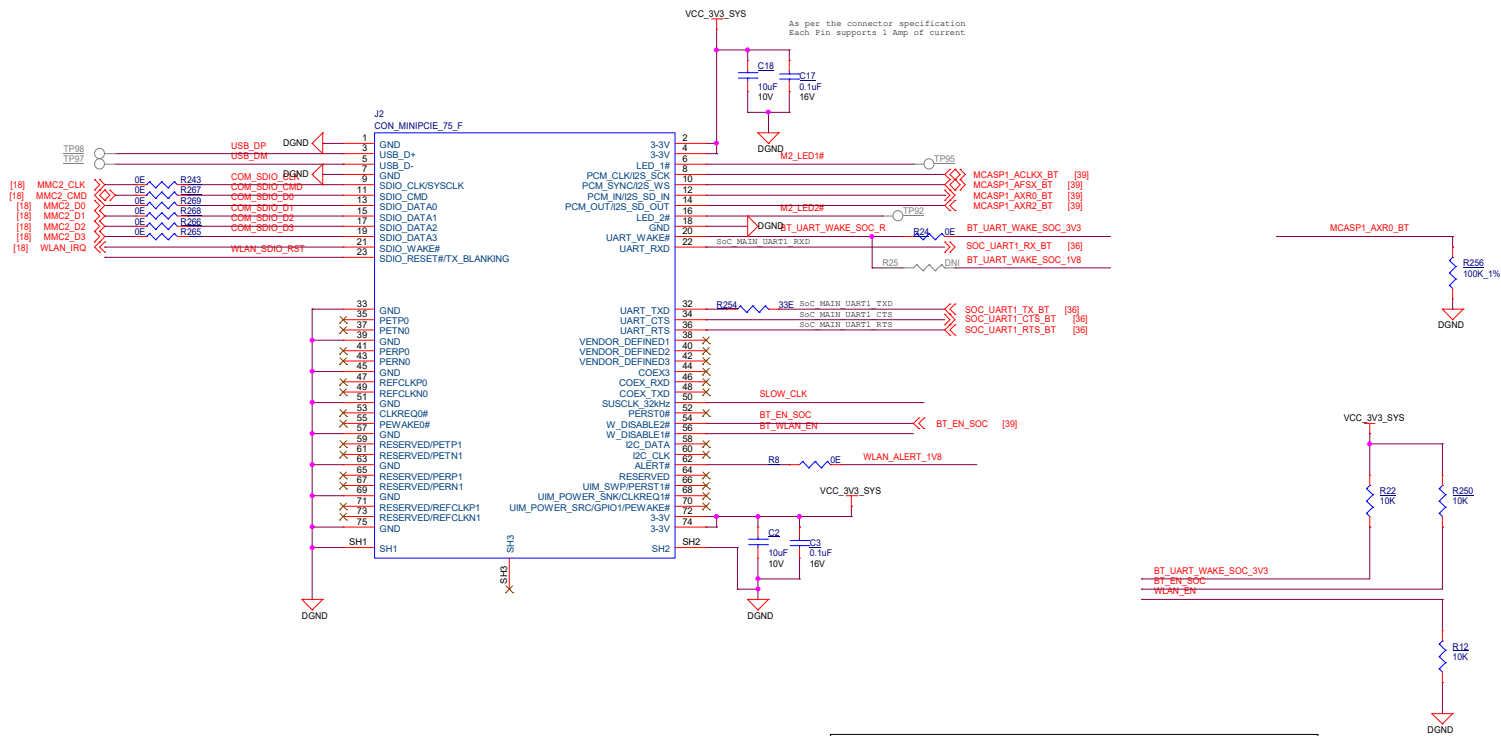 VCC_3V3_SYS
As per the connector specification
Each Pin supports 1 Amp of current
C18
10uF
10V
C17
0.1uF
16V
DGND
J2
CON_MINIPCIE_75_F
TP98 USB_DP DGND 1 GND
TP97 USB_DM 3 USB_D+
5 USB_D-
DGND 7 GND
[18] MMC2_CLK 0E R243 COM_SDIO_CLK 9 SDIO_CLK/SYSCLK
[18] MMC2_CMD 0E R267 COM_SDIO_CMD 11 SDIO_CMD
[18] MMC2_D0 0E R269 COM_SDIO_D0 13 SDIO_DATA0
[18] MMC2_D1 0E R268 COM_SDIO_D1 15 SDIO_DATA1
[18] MMC2_D2 0E R266 COM_SDIO_D2 17 SDIO_DATA2
[18] MMC2_D3 0E R265 COM_SDIO_D3 19 SDIO_DATA3
[18] WLAN_IRQ 21 SDIO_WAKE#
WLAN_SDIO_RST 23 SDIO_RESET#/TX_BLANKING
33 GND
35 PETP0
37 PETN0
39 GND
41 PERP0
43 PERN0
45 GND
47 REFCLKP0
49 REFCLKN0
51 GND
53 CLKREQ0#
55 PEWAKE0#
57 GND
59 RESERVED/PETP1
61 RESERVED/PETN1
63 GND
65 RESERVED/PERP1
67 RESERVED/PERN1
69 GND
71 RESERVED/REFCLKP1
73 RESERVED/REFCLKN1
75 GND
SH1 SH1
SH3
SH3
DGND
3-3V 2
3-3V 4
LED_1# 6 M2_LED1# TP95
PCM_CLK/I2S_SCK 8 MCASP1_ACLKX_BT [39]
PCM_SYNC/I2S_WS 10 MCASP1_AFSX_BT [39]
PCM_IN/I2S_SD_IN 12 MCASP1_AXR0_BT [39]
PCM_OUT/I2S_SD_OUT 14 MCASP1_AXR2_BT [39]
LED_2# 16 M2_LED2# TP92
GND 18 DGND
UART_WAKE# 20 BT_UART_WAKE_SOC_R R24 0E BT_UART_WAKE_SOC_3V3
UART_RXD 22 SoC_MAIN_UART1_RXD SOC_UART1_RX_BT [36]
R25 DNI BT_UART_WAKE_SOC_1V8
UART_TXD 32 R254 33E SoC_MAIN_UART1_TXD SOC_UART1_TX_BT [36]
UART_CTS 34 SoC_MAIN_UART1_CTS SOC_UART1_CTS_BT [36]
UART_RTS 36 SoC_MAIN_UART1_RTS SOC_UART1_RTS_BT [36]
VENDOR_DEFINED1 38
VENDOR_DEFINED2 40
VENDOR_DEFINED3 42
COEX3 44
COEX_RXD 46
COEX_TXD 48
SUSCLK_32kHz 50 SLOW_CLK
PERST0# 52
W_DISABLE2# 54 BT_EN_SOC BT_EN_SOC [39]
W_DISABLE1# 56 BT_WLAN_EN
I2C_DATA 58
I2C_CLK 60
ALERT# 62 R8 0E WLAN_ALERT_1V8
RESERVED 64
UIM_SWP/PERST1# 66
UIM_POWER_SNK/CLKREQ1# 68
UIM_POWER_SRC/GPIO1/PEWAKE# 70
3-3V 72
3-3V 74
SH2 SH2
VCC_3V3_SYS
C2
10uF
10V
C3
0.1uF
16V
DGND
MCASP1_AXR0_BT
R256
100K_1%
DGND
VCC_3V3_SYS
R22
10K
R250
10K
BT_UART_WAKE_SOC_3V3
BT_EN_SOC
WLAN_EN
R12
10K
DGND